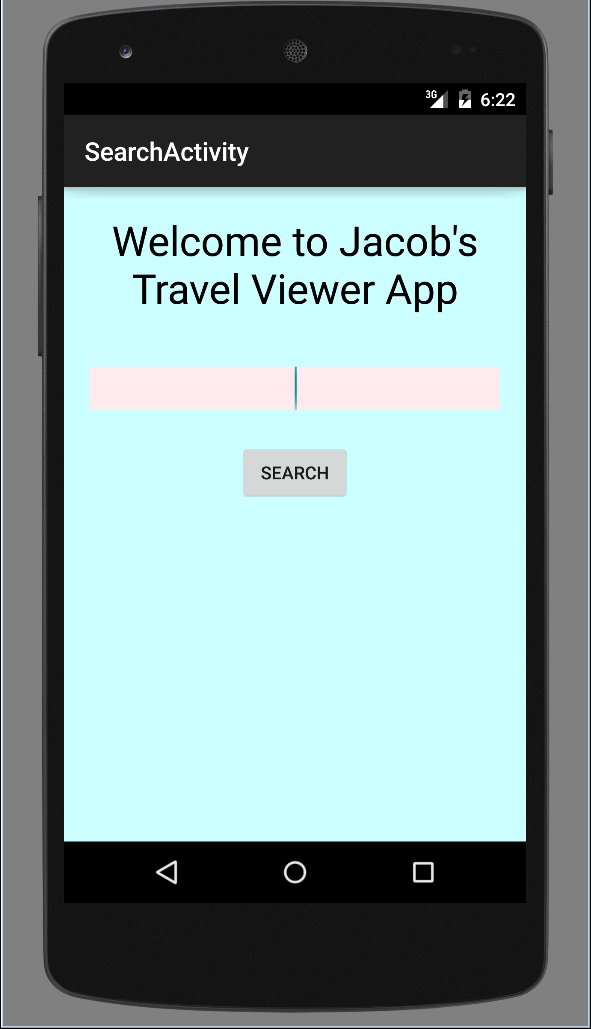 3G 6:22
SearchActivity
Welcome to Jacob's
Travel Viewer App
SEARCH